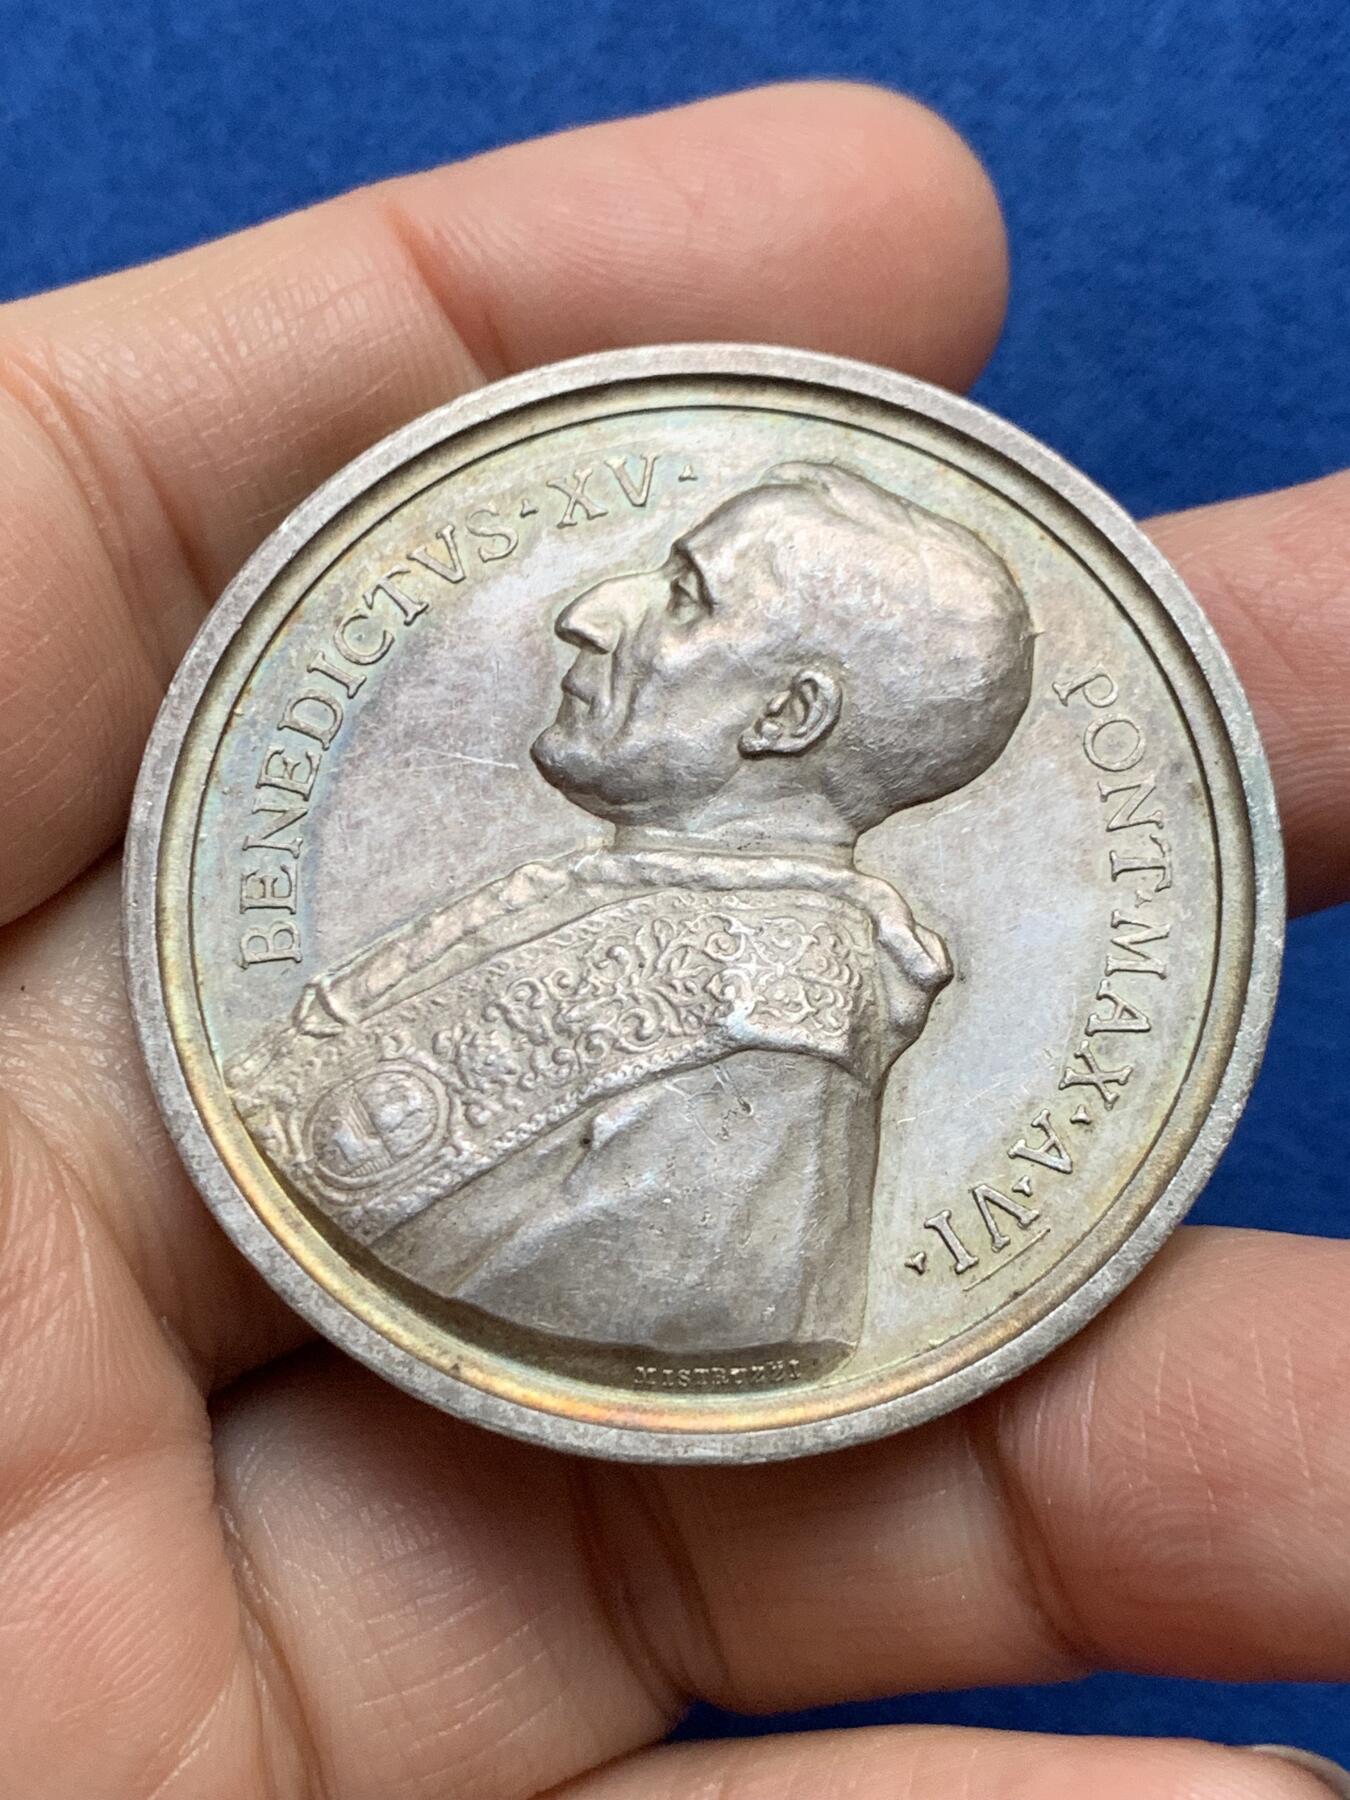 BENEDICTVS · XV · PONT · MAX · A · VI ·
MISTRUZZI